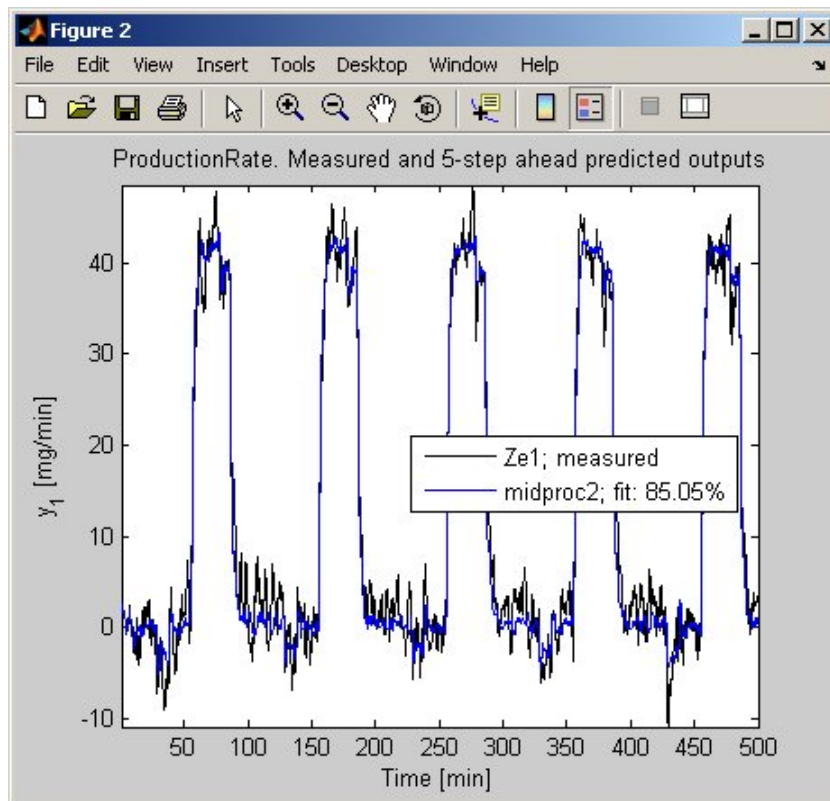 Figure 2
File Edit View Insert Tools Desktop Window Help
ProductionRate. Measured and 5-step ahead predicted outputs
40
30
20
10
0
-10
y1 [mg/min]
Ze1; measured
midproc2; fit: 85.05%
50 100 150 200 250 300 350 400 450 500
Time [min]